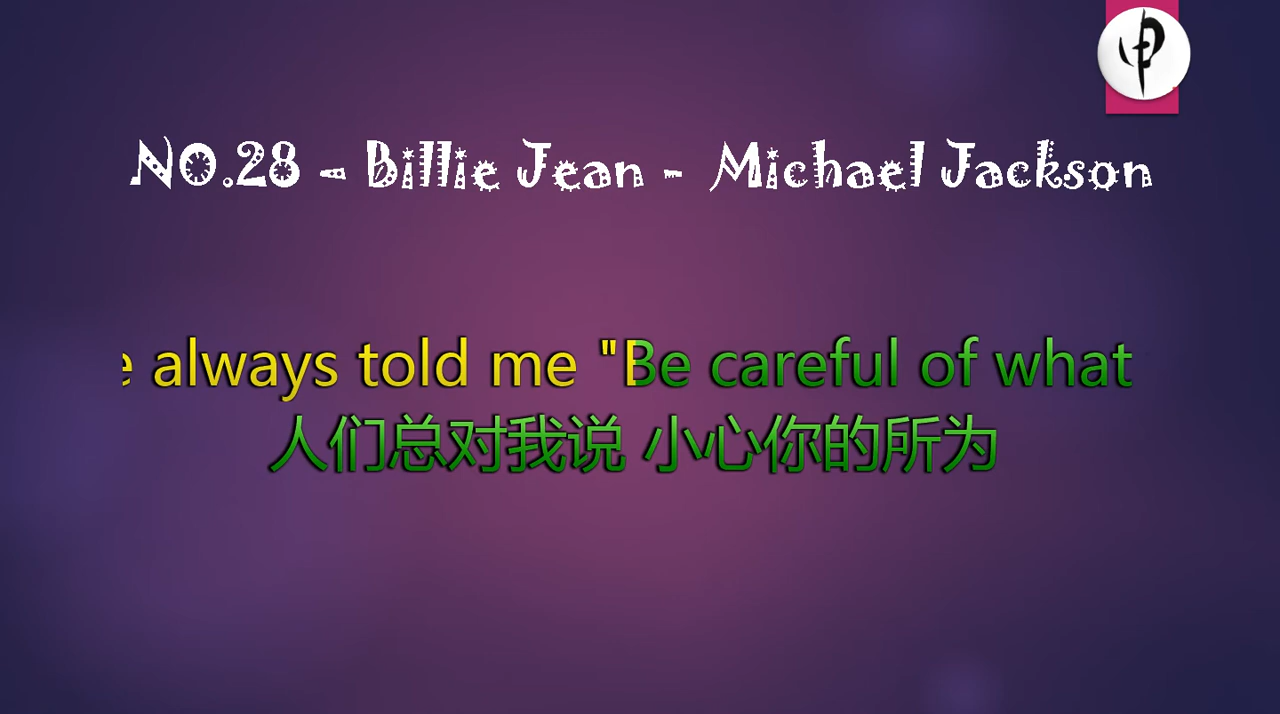 NO.28 – Billie Jean - Michael Jackson
e always told me "Be careful of what
人们总对我说 小心你的所为